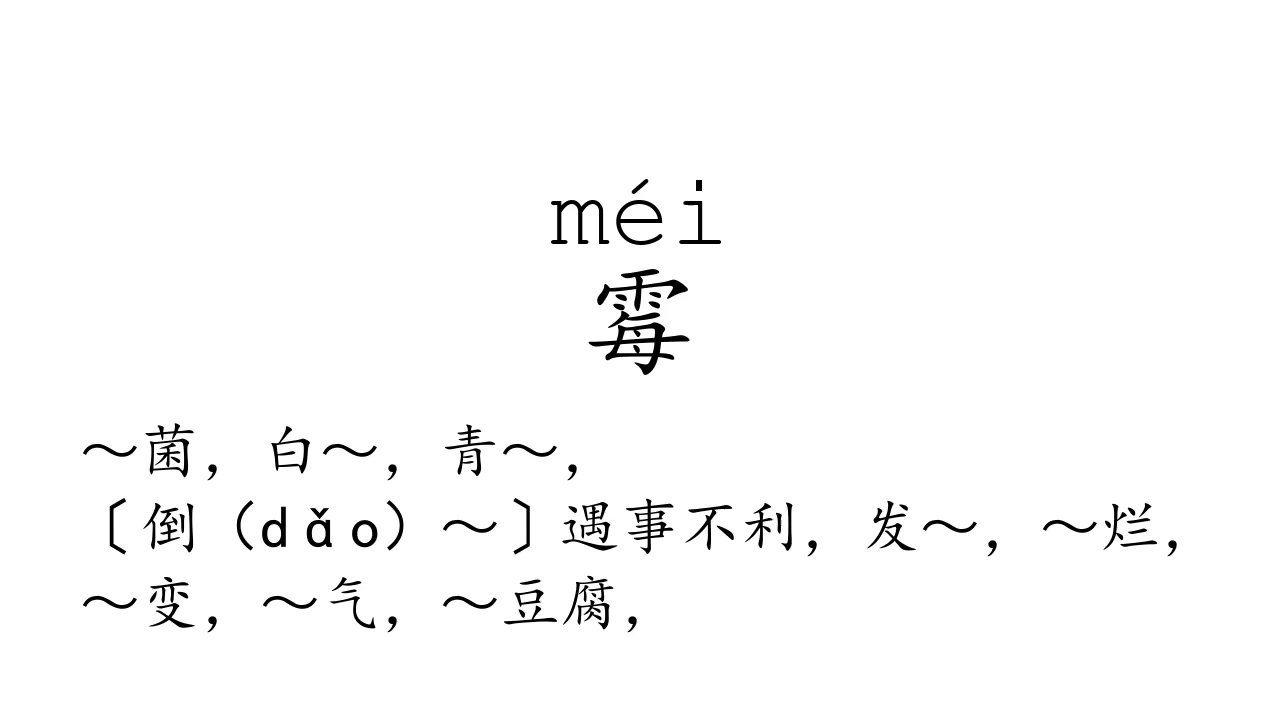 méi
霉
～菌，白～，青～，
〔倒（dǎo）～〕遇事不利，发～，～烂，
～变，～气，～豆腐，